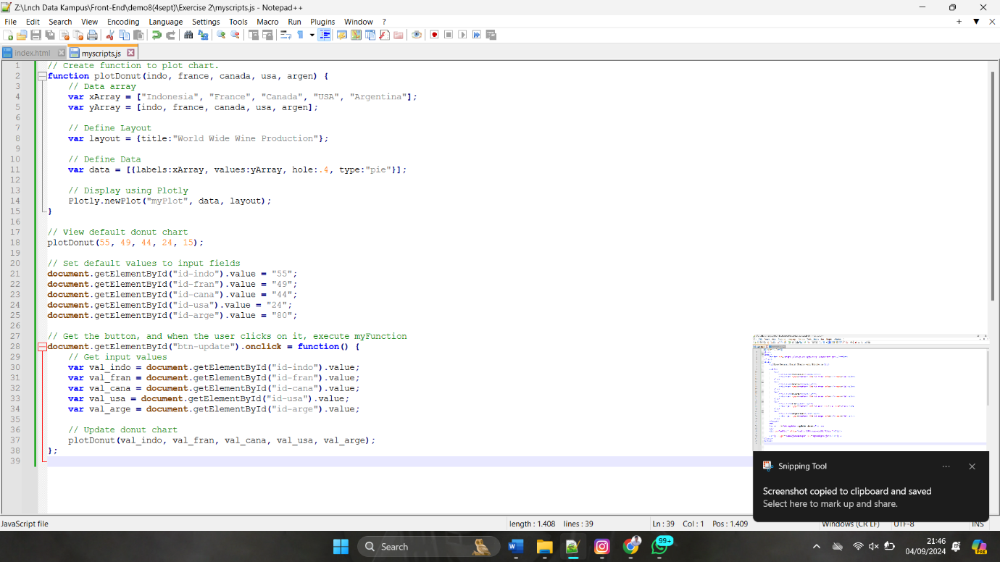 Z:\Lnch Data Kampus\Front-End\demo8(4sept)\Exercise 2\myscripts.js - Notepad++
File Edit Search View Encoding Language Settings Tools Macro Run Plugins Window ?
index.html myscripts.js
1 // Create function to plot chart.
2 function plotDonut(indo, france, canada, usa, argen) {
3 // Data array
4 var xArray = ["Indonesia", "France", "Canada", "USA", "Argentina"];
5 var yArray = [indo, france, canada, usa, argen];
6
7 // Define Layout
8 var layout = {title:"World Wide Wine Production"};
9
10 // Define Data
11 var data = [{labels:xArray, values:yArray, hole:.4, type:"pie"}];
12
13 // Display using Plotly
14 Plotly.newPlot("myPlot", data, layout);
15 }
16
17 // View default donut chart
18 plotDonut(55, 49, 44, 24, 15);
19
20 // Set default values to input fields
21 document.getElementById("id-indo").value = "55";
22 document.getElementById("id-fran").value = "49";
23 document.getElementById("id-cana").value = "44";
24 document.getElementById("id-usa").value = "24";
25 document.getElementById("id-arge").value = "80";
26
27 // Get the button, and when the user clicks on it, execute myFunction
28 document.getElementById("btn-update").onclick = function() {
29 // Get input values
30 var val_indo = document.getElementById("id-indo").value;
31 var val_fran = document.getElementById("id-fran").value;
32 var val_cana = document.getElementById("id-cana").value;
33 var val_usa = document.getElementById("id-usa").value;
34 var val_arge = document.getElementById("id-arge").value;
35
36 // Update donut chart
37 plotDonut(val_indo, val_fran, val_cana, val_usa, val_arge);
38 };
39
Snipping Tool
Screenshot copied to clipboard and saved
Select here to mark up and share.
JavaScript file length : 1.408 lines : 39 Ln : 39 Col : 1 Pos : 1.409 Windows (CR LF) UTF-8 INS
Search
99+
21:46
04/09/2024
PRE